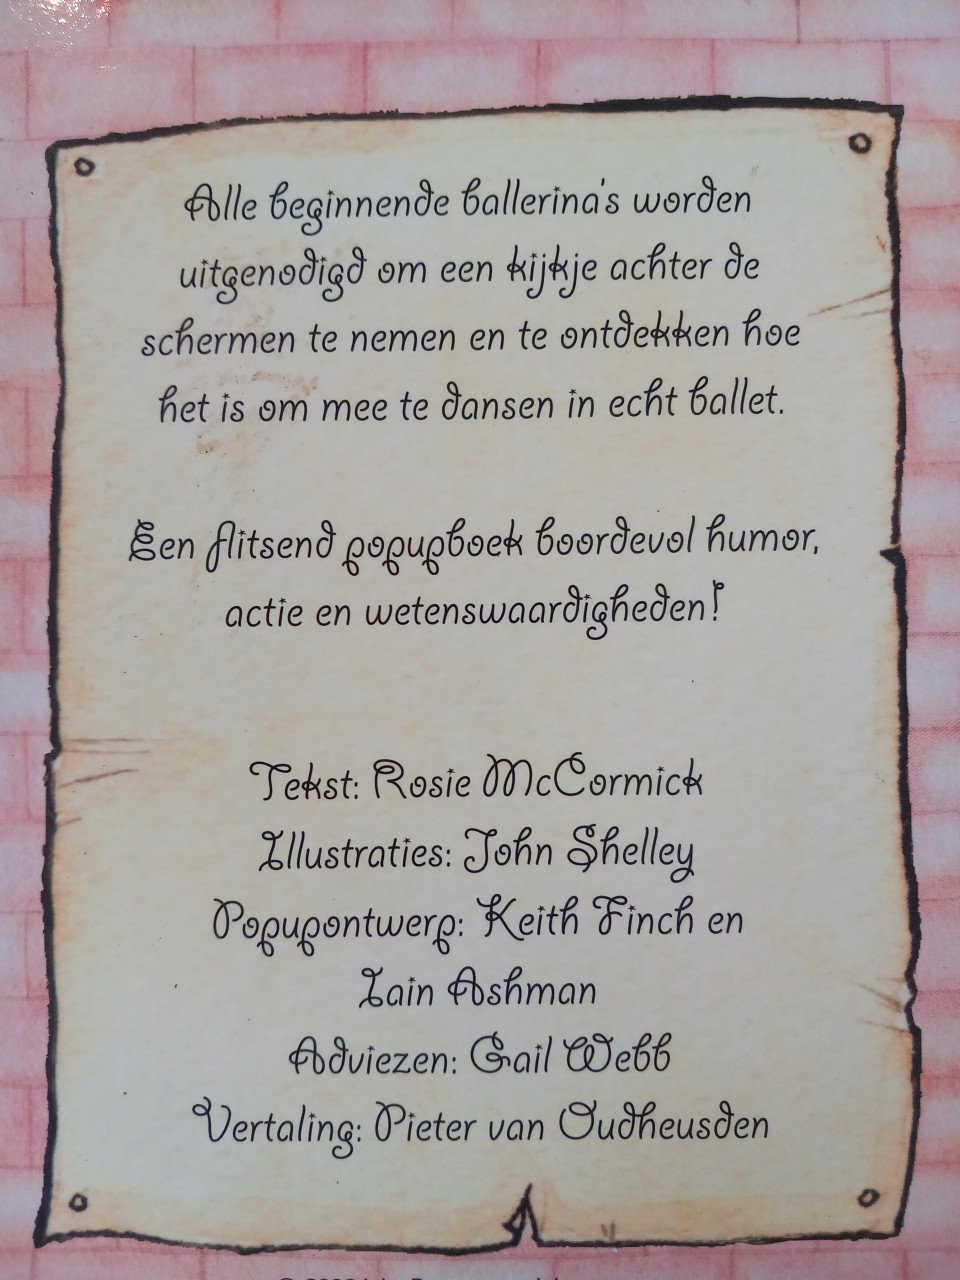 Alle beginnende ballerina's worden
uitgenodigd om een kijkje achter de
schermen te nemen en te ontdekken hoe
het is om mee te dansen in echt ballet.
Een flitsend popupboek boordevol humor,
actie en wetenswaardigheden!
Tekst: Rosie McCormick
Illustraties: John Shelley
Popupontwerp: Keith Finch en
Iain Ashman
Adviezen: Gail Webb
Vertaling: Pieter van Oudheusden